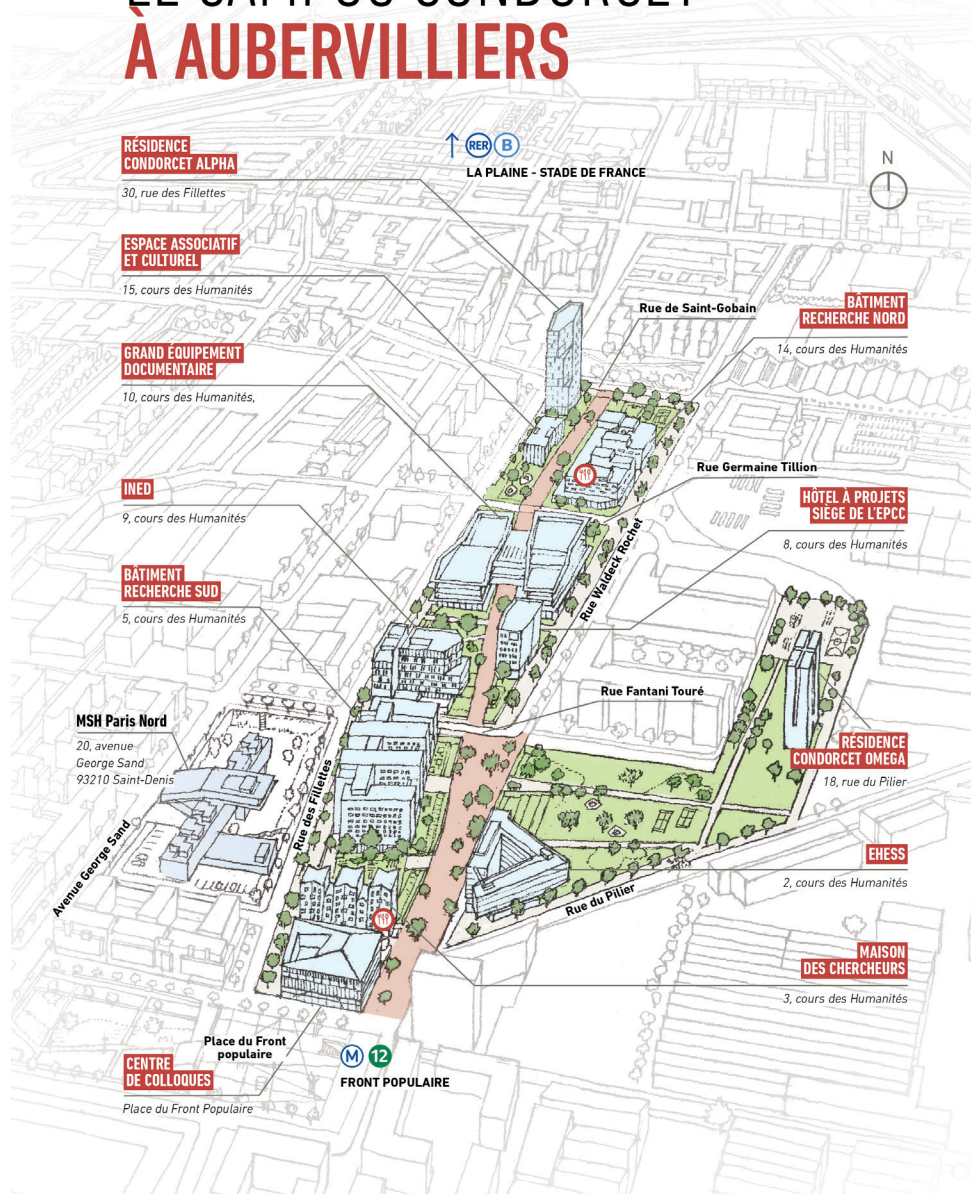 LE CAMPUS CONDORCET
À AUBERVILLIERS
RÉSIDENCE
CONDORCET ALPHA
30, rue des Fillettes
RER B
LA PLAINE - STADE DE FRANCE
N
ESPACE ASSOCIATIF
ET CULTUREL
15, cours des Humanités
Rue de Saint-Gobain
BÂTIMENT
RECHERCHE NORD
14, cours des Humanités
GRAND ÉQUIPEMENT
DOCUMENTAIRE
10, cours des Humanités,
Rue Germaine Tillion
INED
9, cours des Humanités
HÔTEL À PROJETS
SIÈGE DE L'EPCC
8, cours des Humanités
Rue Waldeck Rochet
BÂTIMENT
RECHERCHE SUD
5, cours des Humanités
Rue Fantani Touré
MSH Paris Nord
20, avenue
George Sand
93210 Saint-Denis
RÉSIDENCE
CONDORCET OMEGA
18, rue du Pilier
Rue des Fillettes
Avenue George Sand
EHESS
2, cours des Humanités
Rue du Pilier
MAISON
DES CHERCHEURS
3, cours des Humanités
Place du Front
populaire
M 12
FRONT POPULAIRE
CENTRE
DE COLLOQUES
Place du Front Populaire